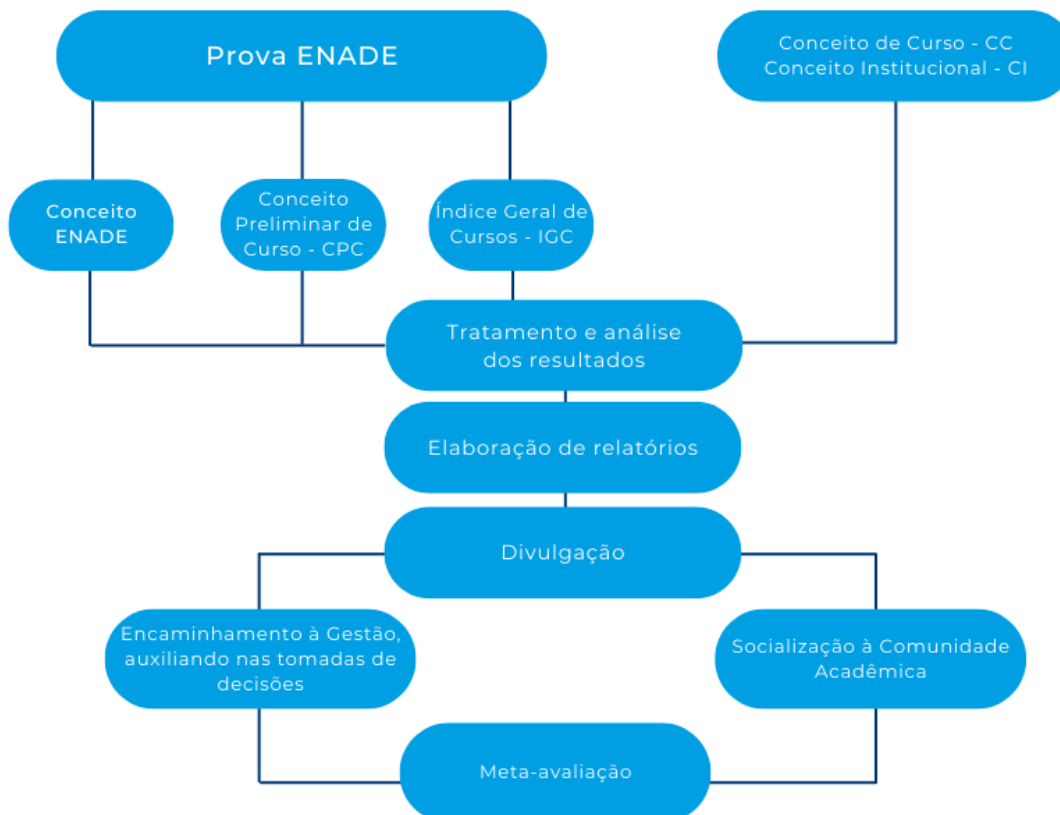 Prova ENADE
Conceito de Curso - CC
Conceito Institucional - CI
Conceito
ENADE
Conceito
Preliminar de
Curso - CPC
Índice Geral de
Cursos - IGC
Tratamento e análise
dos resultados
Elaboração de relatórios
Divulgação
Encaminhamento à Gestão,
auxiliando nas tomadas de
decisões
Socialização à Comunidade
Acadêmica
Meta-avaliação